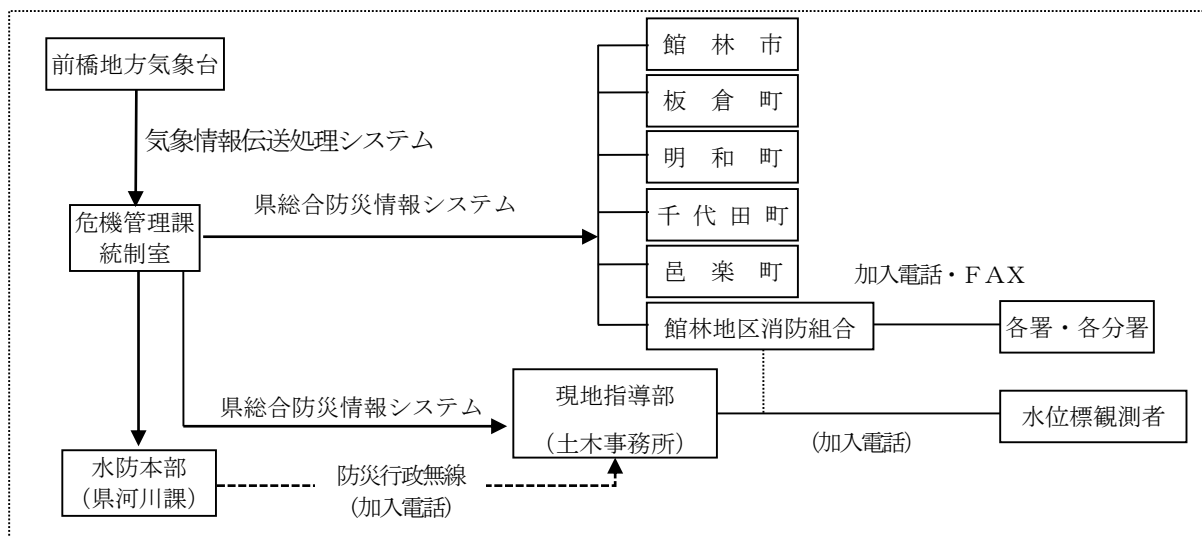 前橋地方気象台
気象情報伝送処理システム
危機管理課
統制室
県総合防災情報システム
館林市
板倉町
明和町
千代田町
邑楽町
館林地区消防組合
加入電話・ＦＡＸ
各署・各分署
県総合防災情報システム
現地指導部
（土木事務所）
（加入電話）
水位標観測者
水防本部
（県河川課）
防災行政無線
（加入電話）